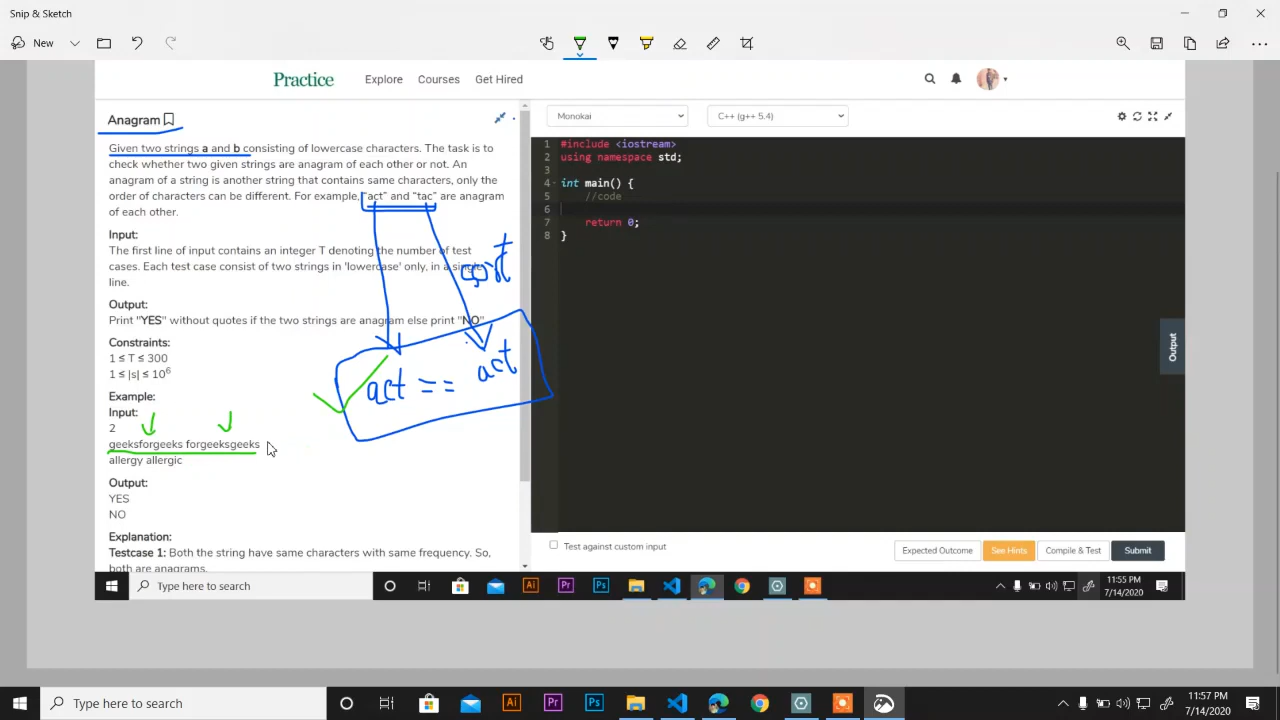 Snip & Sketch
New
Practice Explore Courses Get Hired
Anagram
Given two strings a and b consisting of lowercase characters. The task is to
check whether two given strings are anagram of each other or not. An
anagram of a string is another string that contains same characters, only the
order of characters can be different. For example, "act" and "tac" are anagram
of each other.
Input:
The first line of input contains an integer T denoting the number of test
cases. Each test case consist of two strings in 'lowercase' only, in a single
line.
Output:
Print "YES" without quotes if the two strings are anagram else print "NO"
Constraints:
1 ≤ T ≤ 300
1 ≤ |s| ≤ 10⁶
Example:
Input:
2
geeksforgeeks forgeeksgeeks
allergy allergic
Output:
YES
NO
Explanation:
Testcase 1: Both the string have same characters with same frequency. So,
both are anagrams.
sort
act == act
Monokai C++ (g++ 5.4)
1 #include <iostream>
2 using namespace std;
3
4 int main() {
5 //code
6
7 return 0;
8 }
Output
Test against custom input Expected Outcome See Hints Compile & Test Submit
Type here to search Ai Pr Ps 11:55 PM
7/14/2020
Type here to search Ai Pr Ps 11:57 PM
7/14/2020